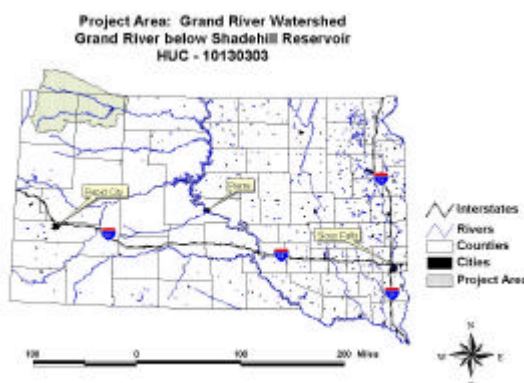 Project Area: Grand River Watershed
Grand River below Shadehill Reservoir
HUC - 10130303
Rapid City
Pierre
Sioux Falls
Interstates
Rivers
Counties
Cities
Project Area
N
W
E
100 0 100 200 Miles